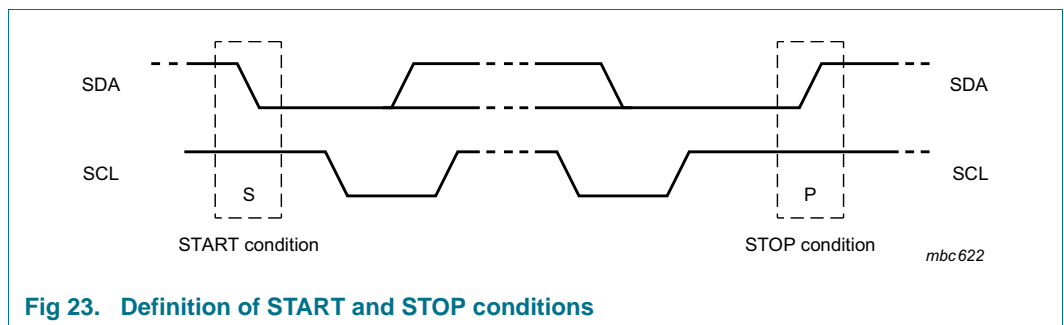 SDA
SDA
SCL
SCL
S
P
START condition
STOP condition
mbc622
Fig 23. Definition of START and STOP conditions